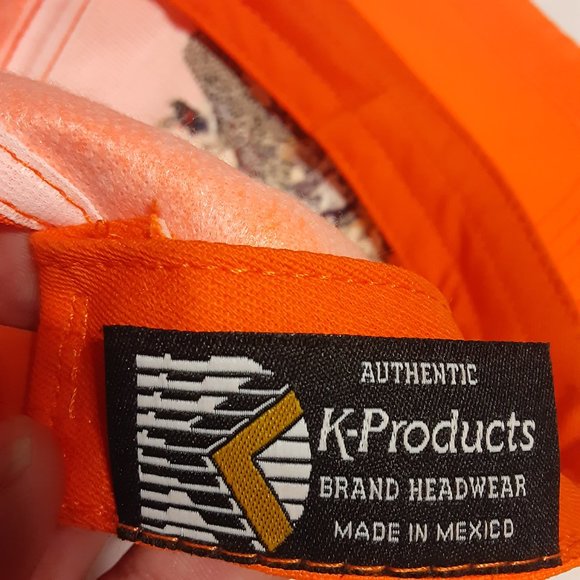 AUTHENTIC
K-Products
BRAND HEADWEAR
MADE IN MEXICO